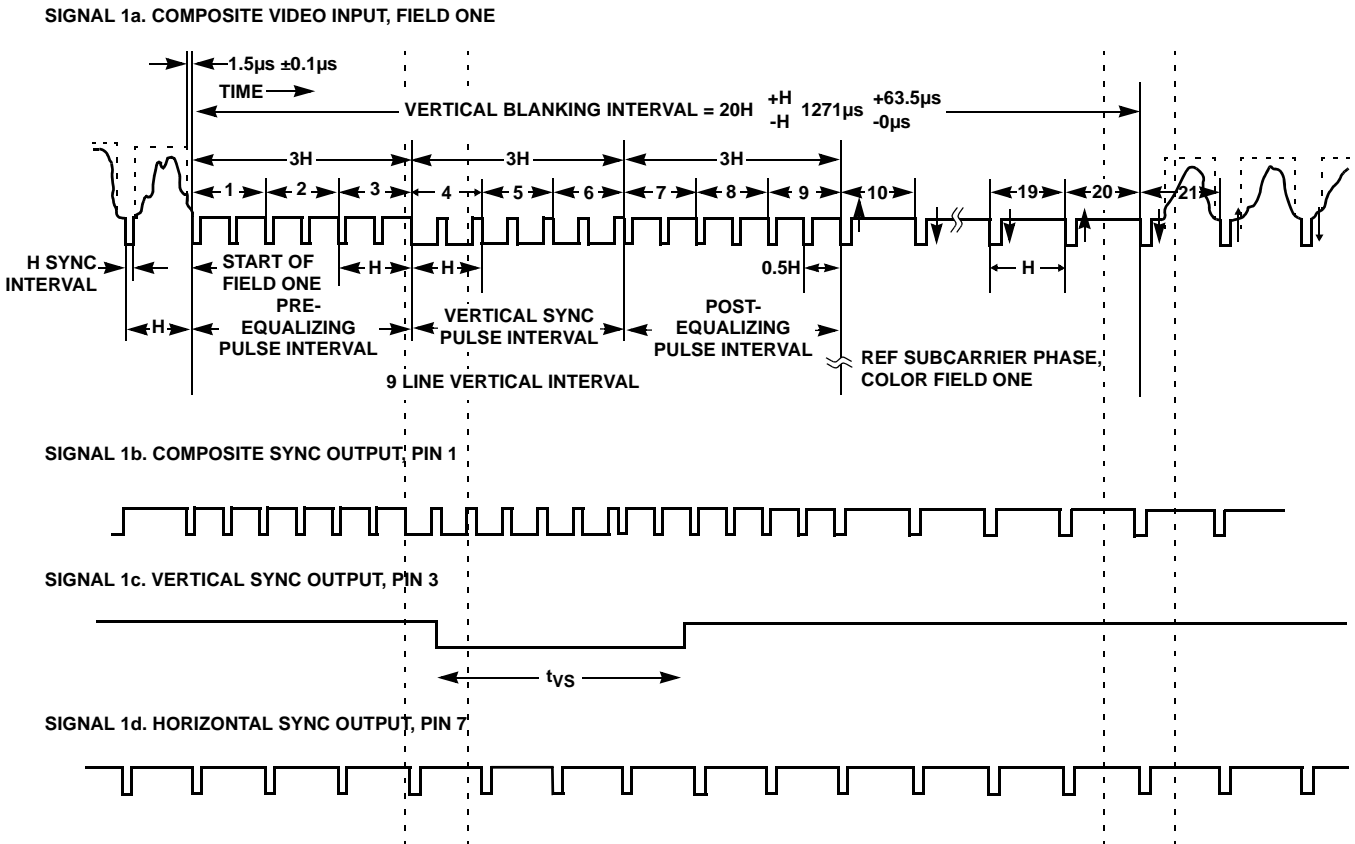 SIGNAL 1a. COMPOSITE VIDEO INPUT, FIELD ONE
1.5µs ±0.1µs
TIME
VERTICAL BLANKING INTERVAL = 20H +H -H 1271µs +63.5µs -0µs
3H 3H 3H
1 2 3 4 5 6 7 8 9 10 19 20 21
H SYNC
INTERVAL
START OF
FIELD ONE
H H 0.5H H
H
PRE-
EQUALIZING
PULSE INTERVAL
VERTICAL SYNC
PULSE INTERVAL
POST-
EQUALIZING
PULSE INTERVAL
REF SUBCARRIER PHASE,
COLOR FIELD ONE
9 LINE VERTICAL INTERVAL
SIGNAL 1b. COMPOSITE SYNC OUTPUT, PIN 1
SIGNAL 1c. VERTICAL SYNC OUTPUT, PIN 3
tVS
SIGNAL 1d. HORIZONTAL SYNC OUTPUT, PIN 7